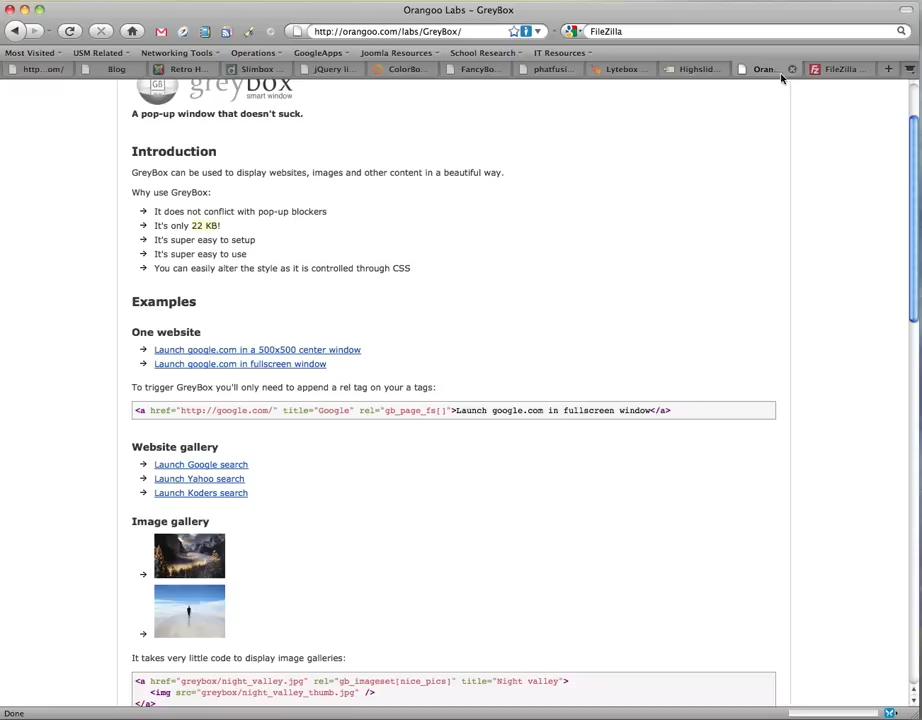 Orangoo Labs – GreyBox
http://orangoo.com/labs/GreyBox/
FileZilla
Most Visited USM Related Networking Tools Operations GoogleApps Joomla Resources School Research IT Resources
http...om/ Blog Retro H... Slimbox ... jQuery li... ColorBo... FancyBo... phatfusi... Lytebox ... Highslid... Oran... FileZilla ...
GB greybox
smart window
A pop-up window that doesn't suck.
Introduction
GreyBox can be used to display websites, images and other content in a beautiful way.
Why use GreyBox:
It does not conflict with pop-up blockers
It's only 22 KB!
It's super easy to setup
It's super easy to use
You can easily alter the style as it is controlled through CSS
Examples
One website
Launch google.com in a 500x500 center window
Launch google.com in fullscreen window
To trigger GreyBox you'll only need to append a rel tag on your a tags:
<a href="http://google.com/" title="Google" rel="gb_page_fs[]">Launch google.com in fullscreen window</a>
Website gallery
Launch Google search
Launch Yahoo search
Launch Koders search
Image gallery
It takes very little code to display image galleries:
<a href="greybox/night_valley.jpg" rel="gb_imageset[nice_pics]" title="Night valley">
<img src="greybox/night_valley_thumb.jpg" />
</a>
Done